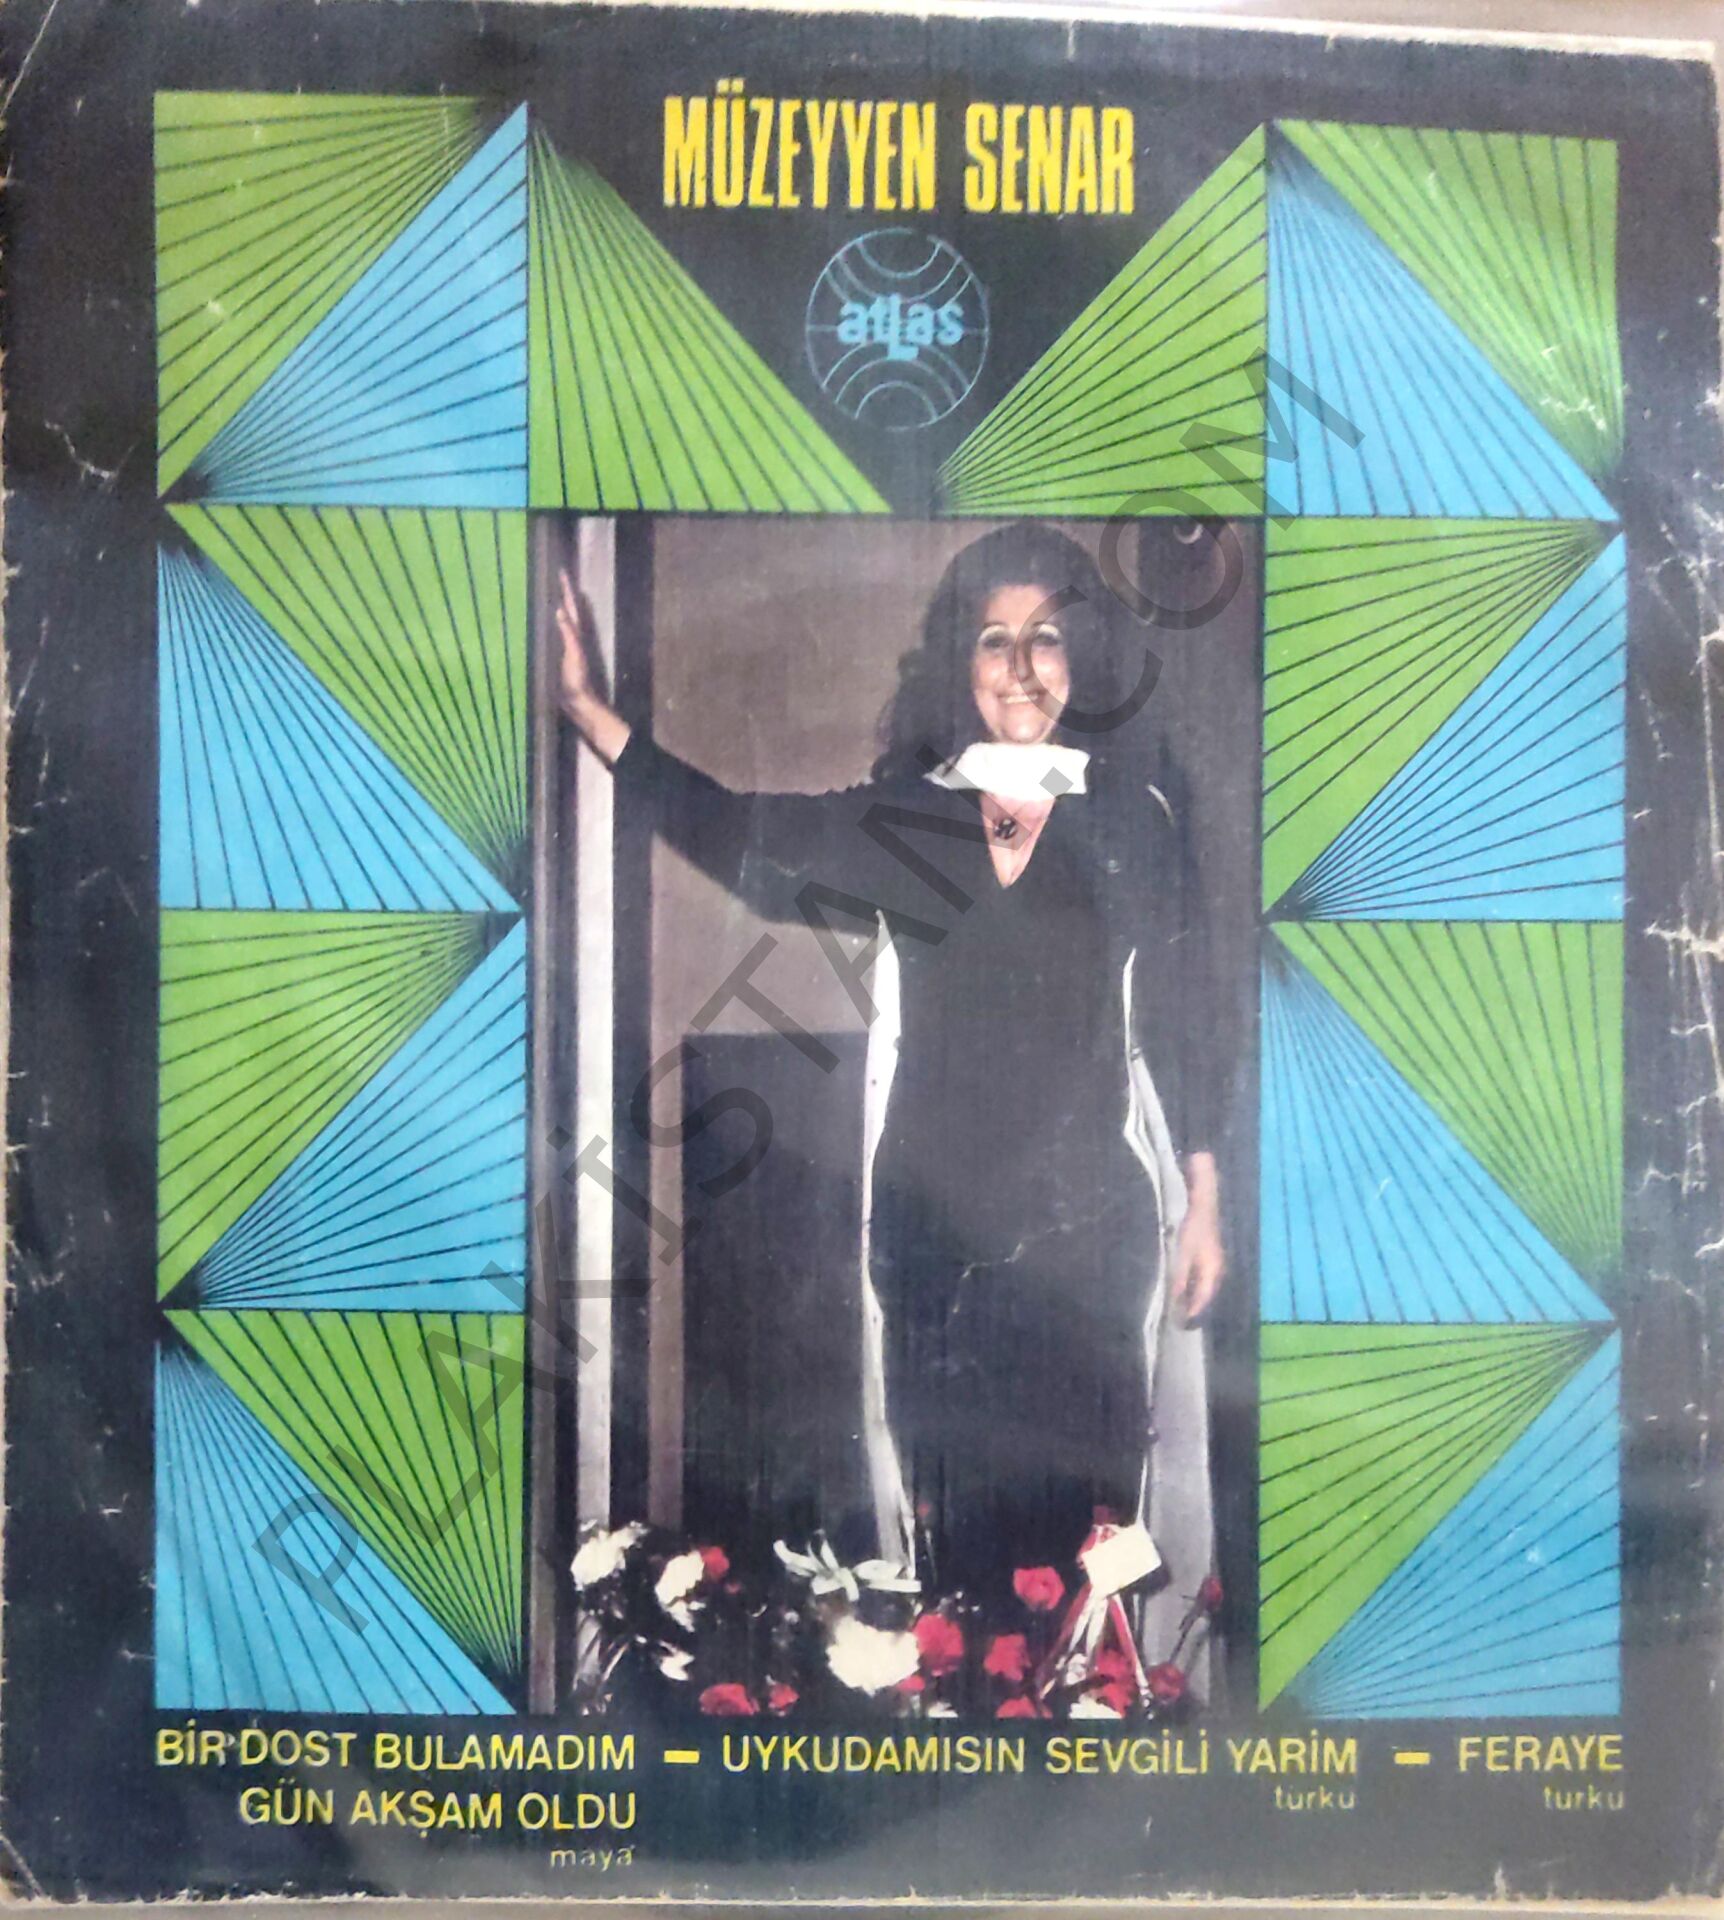 MÜZEYYEN SENAR
atlas
PLAKİSTAN.COM
BİR DOST BULAMADIM — UYKUDAMISIN SEVGİLİ YARİM — FERAYE
GÜN AKŞAM OLDU türkü türkü
maya